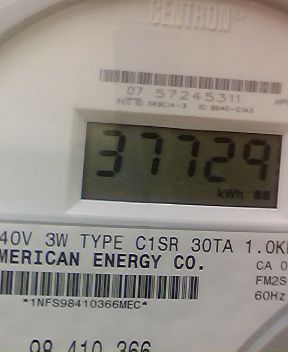 CENTRON
07 57245311
37729
kWh
40V 3W TYPE C1SR 30TA 1.0K
MERICAN ENERGY CO.
CA 0
FM2S
60Hz
*1NFS98410366MEC*
98 410 366